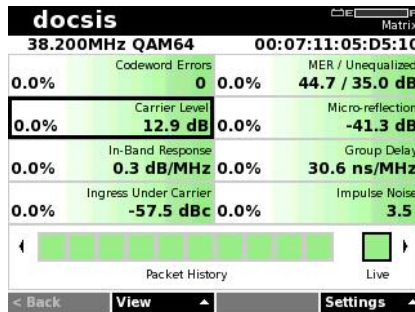 docsis
Matri
38.200MHz QAM64 00:07:11:05:D5:10
Codeword Errors MER / Unequalized
0.0% 0 0.0% 44.7 / 35.0 dB
Carrier Level Micro-reflection
0.0% 12.9 dB 0.0% -41.3 dB
In-Band Response Group Delay
0.0% 0.3 dB/MHz 0.0% 30.6 ns/MHz
Ingress Under Carrier Impulse Noise
0.0% -57.5 dBc 0.0% 3.5
Packet History Live
< Back View Settings